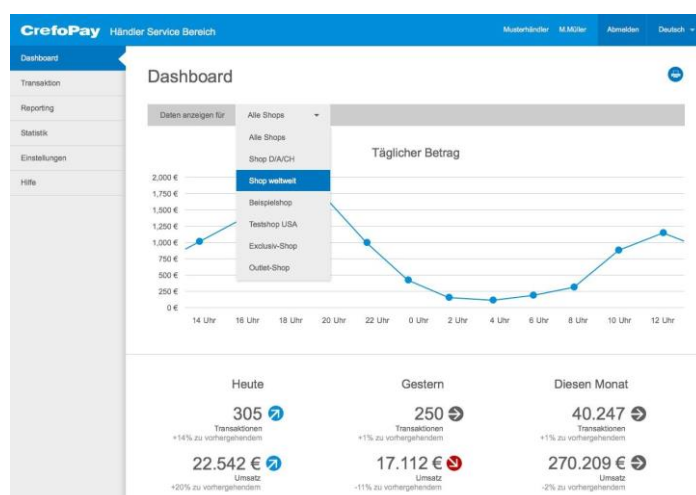 CrefoPay Händler Service Bereich Musterhändler M.Müller Abmelden Deutsch
Dashboard
Transaktion
Reporting
Statistik
Einstellungen
Hilfe
Dashboard
Daten anzeigen für Alle Shops
Alle Shops
Shop D/A/CH
Shop weltweit
Beispielshop
Testshop USA
Exclusiv-Shop
Outlet-Shop
Täglicher Betrag
2,000 €
1,750 €
1,500 €
1,250 €
1,000 €
750 €
500 €
250 €
0 €
14 Uhr 16 Uhr 18 Uhr 20 Uhr 22 Uhr 0 Uhr 2 Uhr 4 Uhr 6 Uhr 8 Uhr 10 Uhr 12 Uhr
Heute
305
Transaktionen
+14% zu vorhergehendem
22.542 €
Umsatz
+20% zu vorhergehendem
Gestern
250
Transaktionen
+1% zu vorhergehendem
17.112 €
Umsatz
-11% zu vorhergehendem
Diesen Monat
40.247
Transaktionen
+1% zu vorhergehendem
270.209 €
Umsatz
-2% zu vorhergehendem